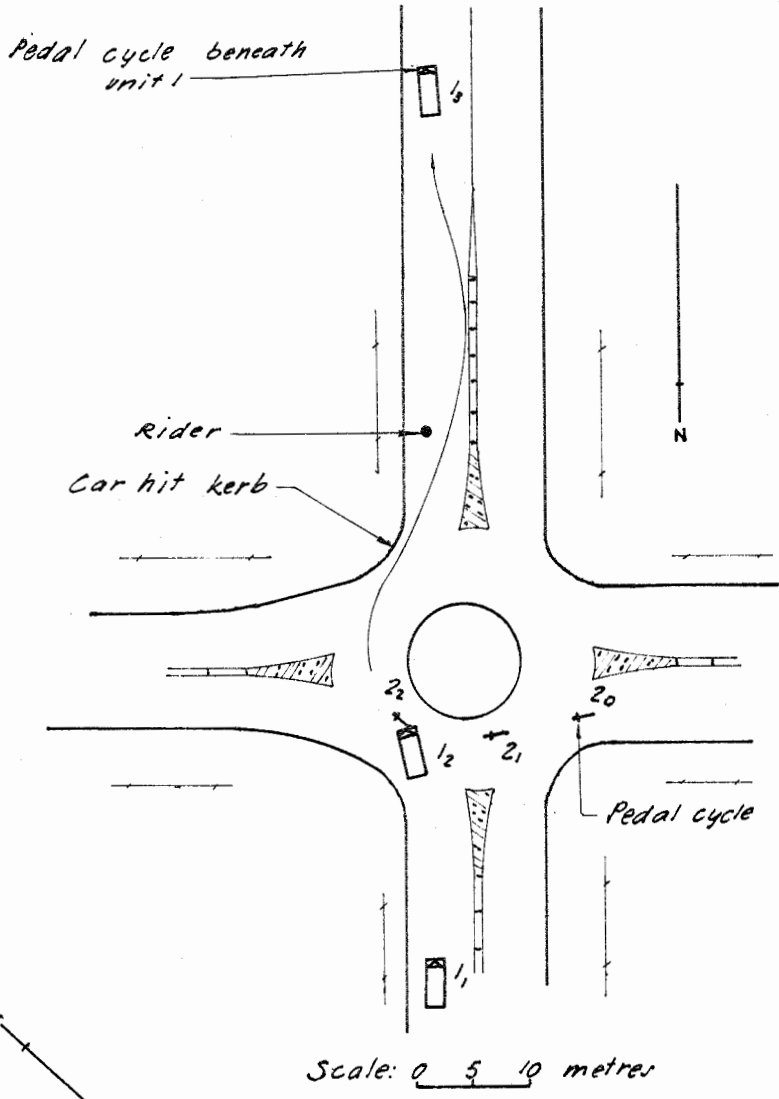 Pedal cycle beneath
unit 1
1₃
Rider
N
Car hit kerb
2₂
2₀
1₂
2₁
Pedal cycle
1₁
Scale: 0 5 10 metres